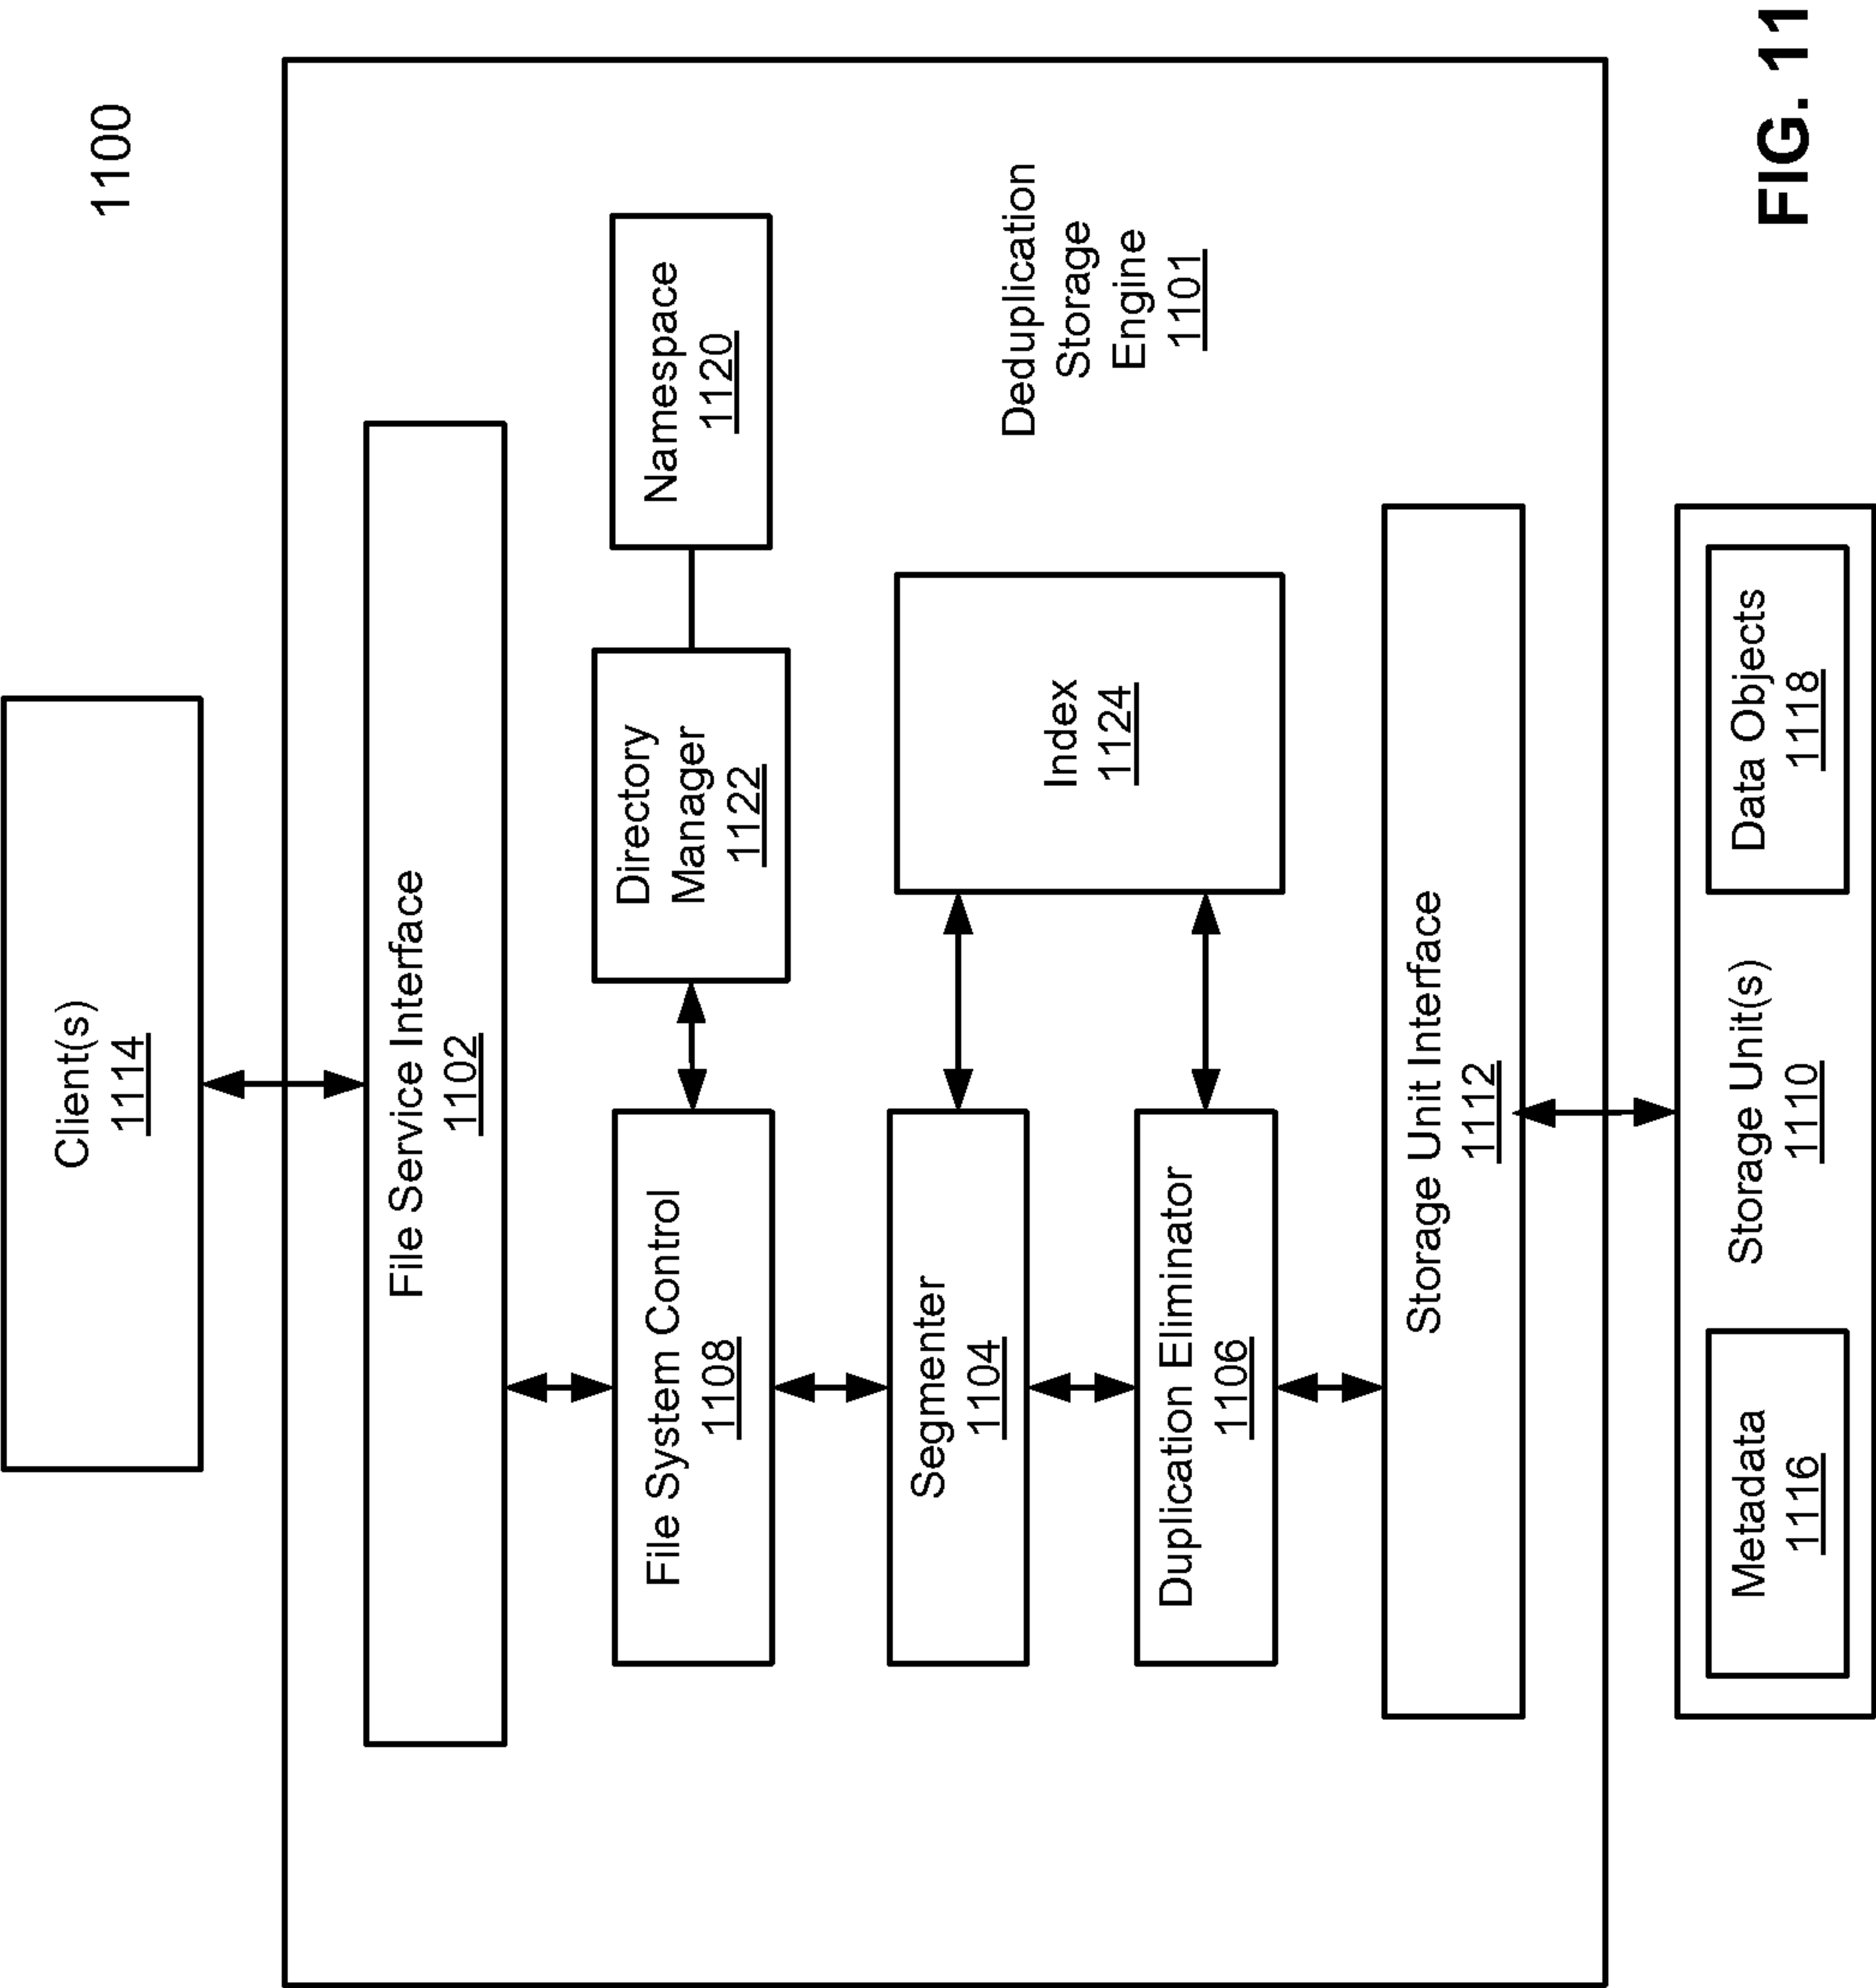 1100
Client(s)
1114
File Service Interface
1102
File System Control
1108
Directory
Manager
1122
Namespace
1120
Segmenter
1104
Index
1124
Deduplication
Storage
Engine
1101
Duplication Eliminator
1106
Storage Unit Interface
1112
Metadata
1116
Storage Unit(s)
1110
Data Objects
1118
FIG. 11